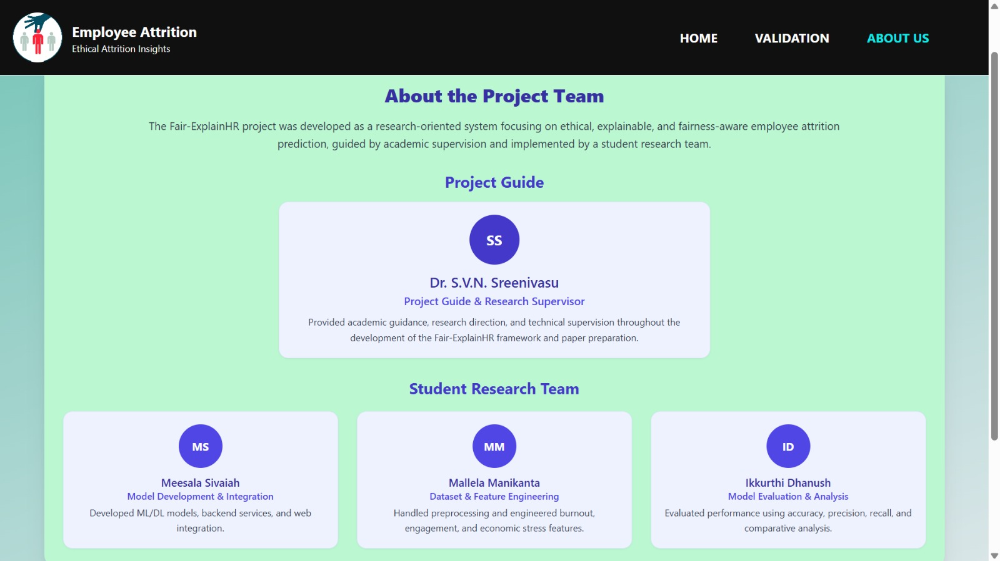 Employee Attrition
Ethical Attrition Insights
HOME
VALIDATION
ABOUT US
About the Project Team
The Fair-ExplainHR project was developed as a research-oriented system focusing on ethical, explainable, and fairness-aware employee attrition
prediction, guided by academic supervision and implemented by a student research team.
Project Guide
SS
Dr. S.V.N. Sreenivasu
Project Guide & Research Supervisor
Provided academic guidance, research direction, and technical supervision throughout the
development of the Fair-ExplainHR framework and paper preparation.
Student Research Team
MS
Meesala Sivaiah
Model Development & Integration
Developed ML/DL models, backend services, and web
integration.
MM
Mallela Manikanta
Dataset & Feature Engineering
Handled preprocessing and engineered burnout,
engagement, and economic stress features.
ID
Ikkurthi Dhanush
Model Evaluation & Analysis
Evaluated performance using accuracy, precision, recall, and
comparative analysis.